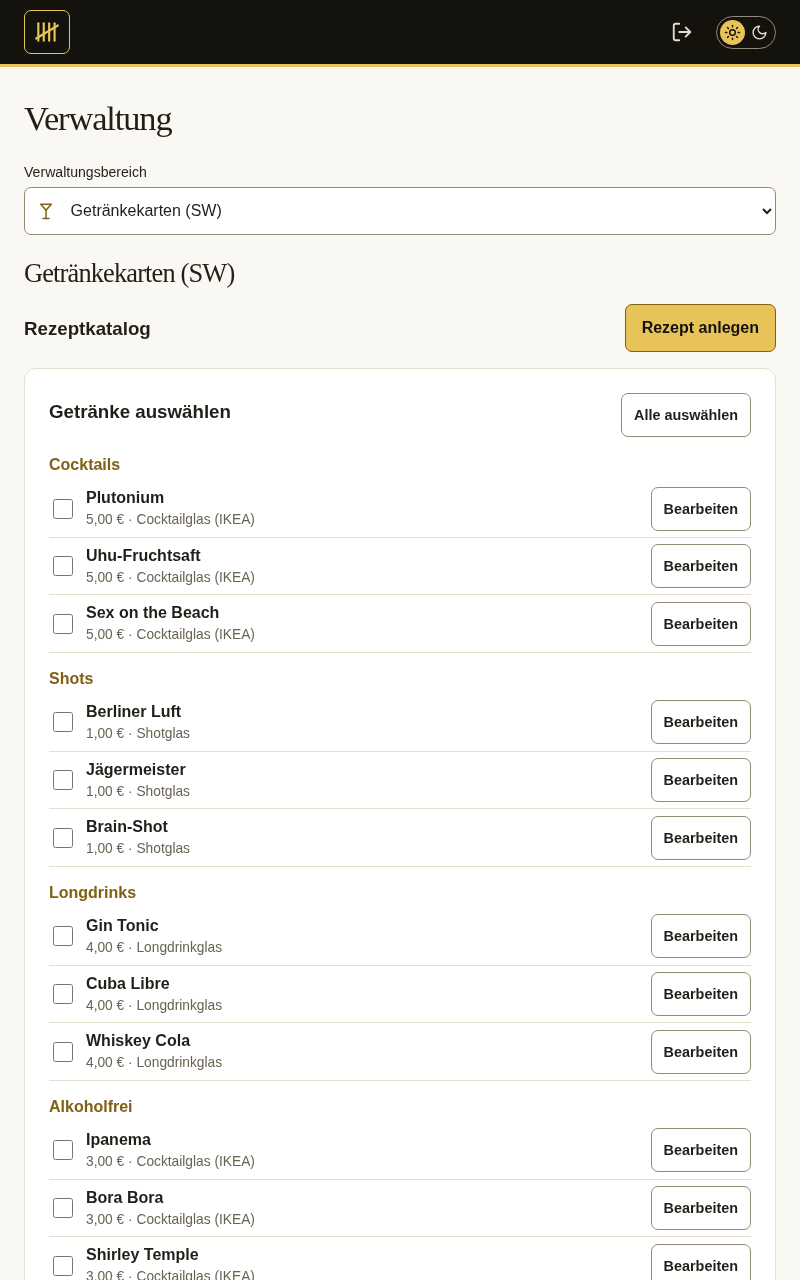 Verwaltung
Verwaltungsbereich
Getränkekarten (SW)
Getränkekarten (SW)
Rezeptkatalog
Rezept anlegen
Getränke auswählen
Alle auswählen
Cocktails
Plutonium
5,00 € · Cocktailglas (IKEA)
Bearbeiten
Uhu-Fruchtsaft
5,00 € · Cocktailglas (IKEA)
Bearbeiten
Sex on the Beach
5,00 € · Cocktailglas (IKEA)
Bearbeiten
Shots
Berliner Luft
1,00 € · Shotglas
Bearbeiten
Jägermeister
1,00 € · Shotglas
Bearbeiten
Brain-Shot
1,00 € · Shotglas
Bearbeiten
Longdrinks
Gin Tonic
4,00 € · Longdrinkglas
Bearbeiten
Cuba Libre
4,00 € · Longdrinkglas
Bearbeiten
Whiskey Cola
4,00 € · Longdrinkglas
Bearbeiten
Alkoholfrei
Ipanema
3,00 € · Cocktailglas (IKEA)
Bearbeiten
Bora Bora
3,00 € · Cocktailglas (IKEA)
Bearbeiten
Shirley Temple
3,00 € · Cocktailglas (IKEA)
Bearbeiten